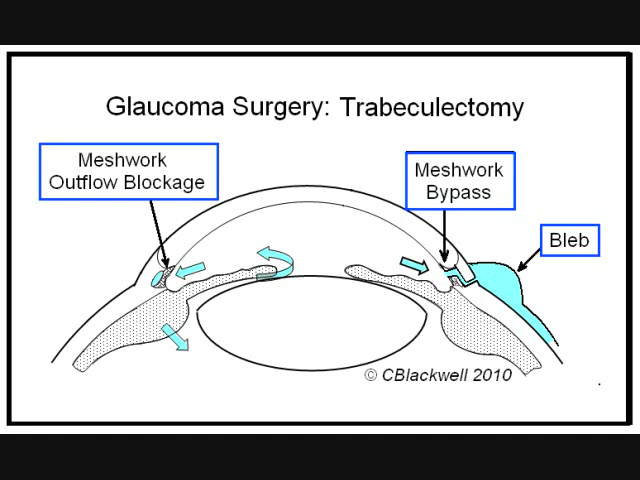 Glaucoma Surgery: Trabeculectomy
Meshwork
Outflow Blockage
Meshwork
Bypass
Bleb
© CBlackwell 2010